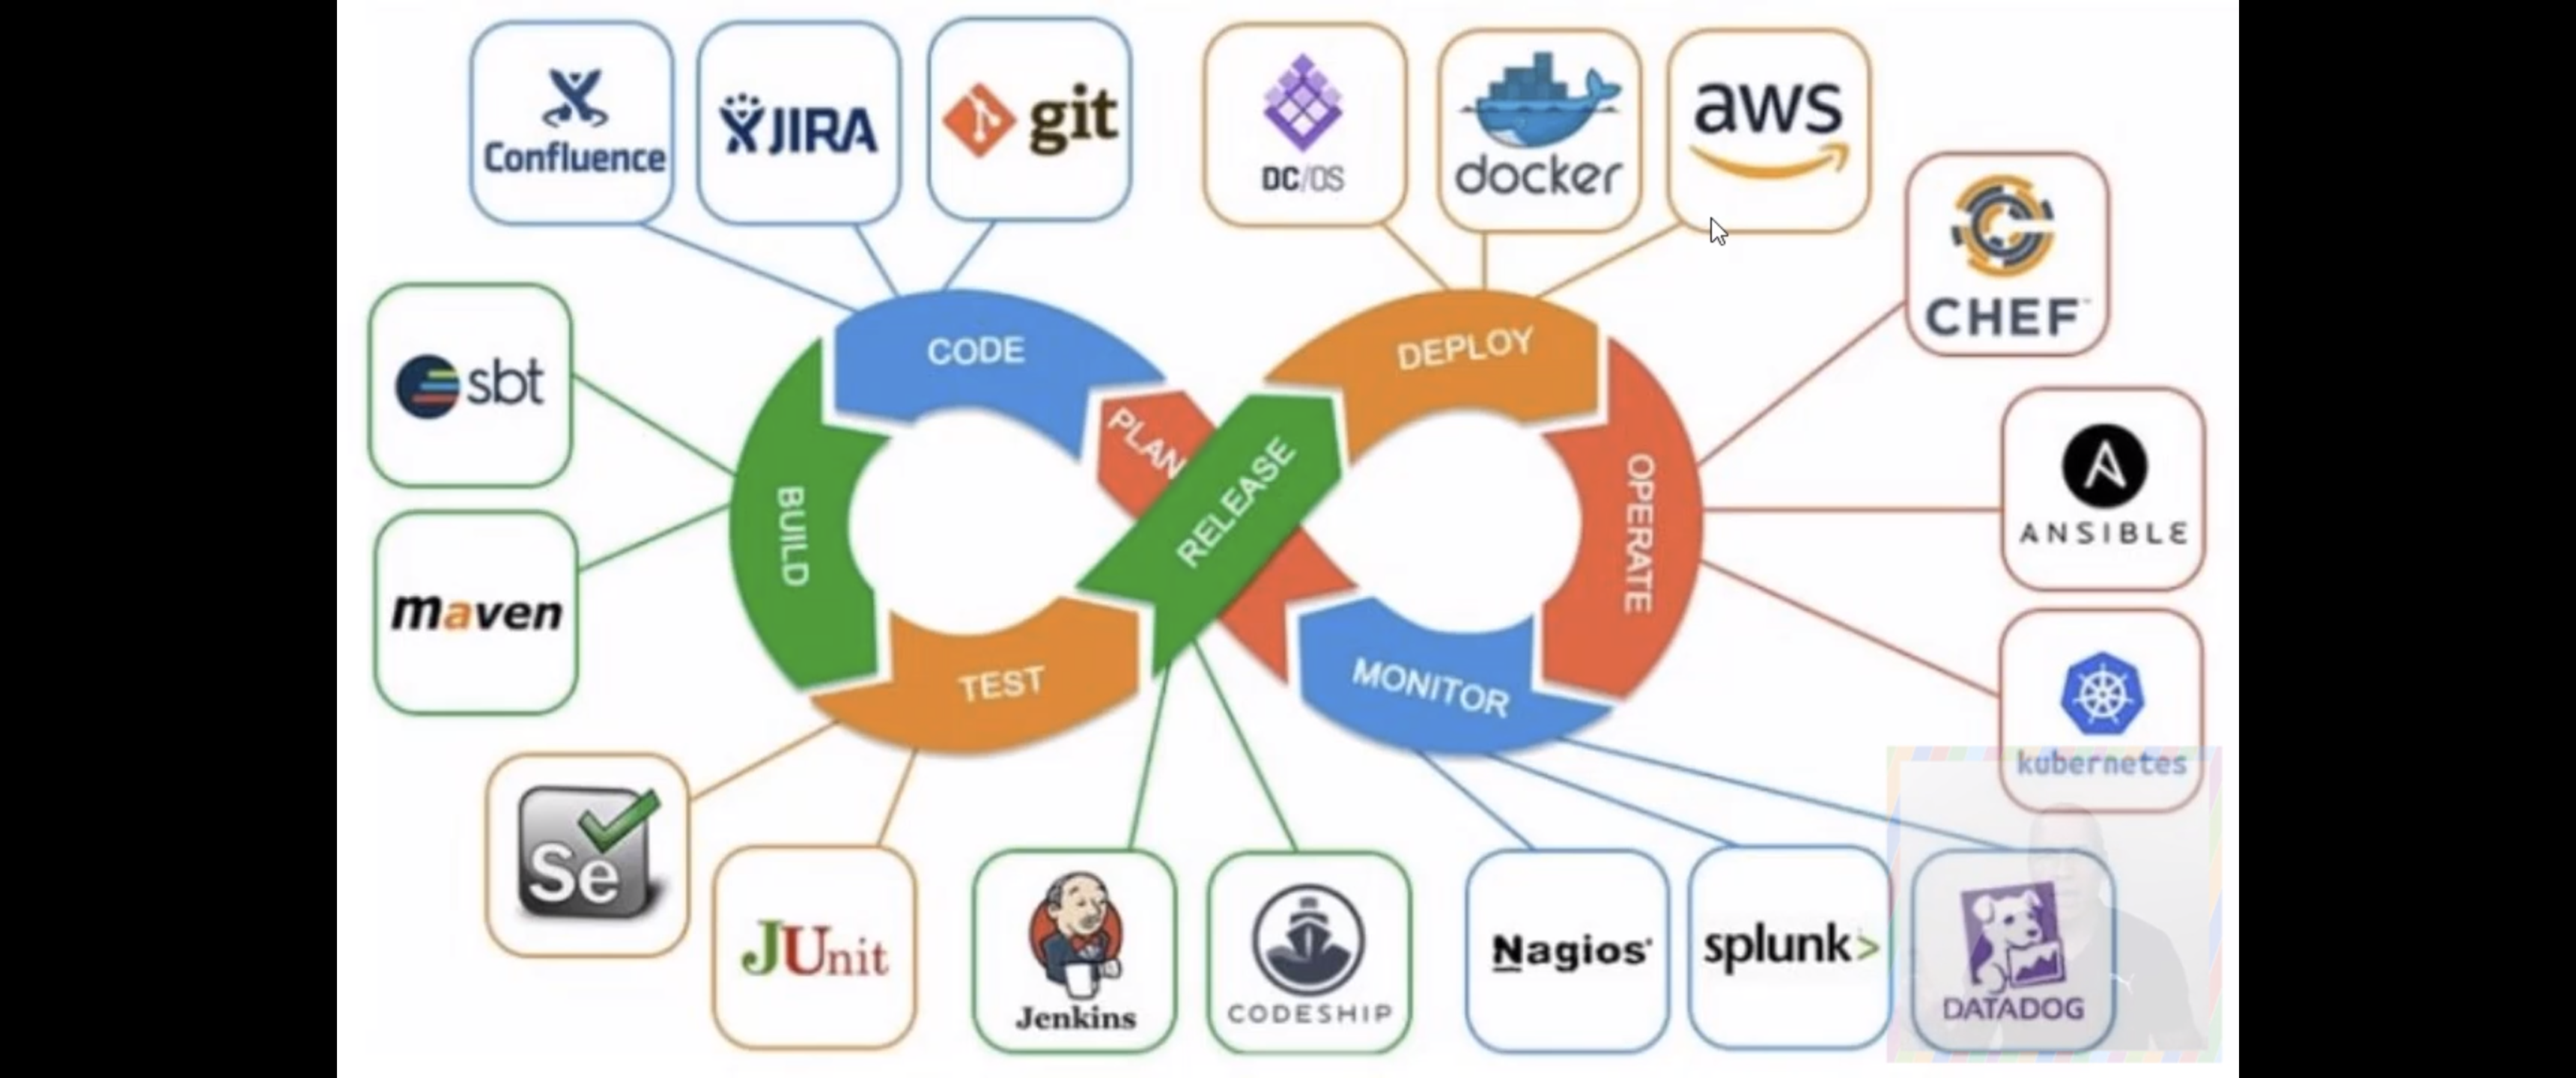 Confluence
JIRA
git
DC/OS
docker
aws
CHEF
sbt
CODE
DEPLOY
PLAN
RELEASE
BUILD
OPERATE
ANSIBLE
maven
TEST
MONITOR
kubernetes
Se
JUnit
Jenkins
CODESHIP
Nagios
splunk>
DATADOG